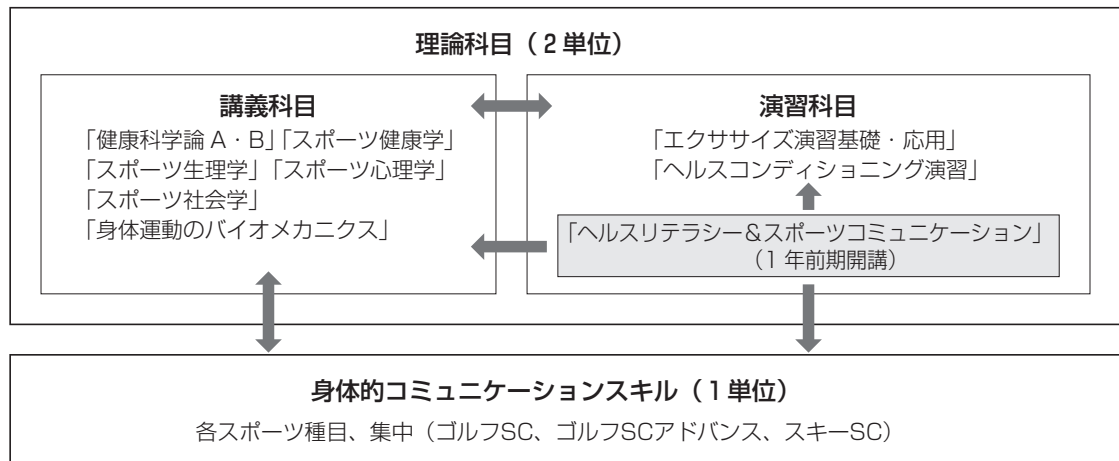 理論科目（2単位）
講義科目
「健康科学論 A・B」「スポーツ健康学」
「スポーツ生理学」「スポーツ心理学」
「スポーツ社会学」
「身体運動のバイオメカニクス」
演習科目
「エクササイズ演習基礎・応用」
「ヘルスコンディショニング演習」
「ヘルスリテラシー＆スポーツコミュニケーション」
（1 年前期開講）
身体的コミュニケーションスキル（1単位）
各スポーツ種目、集中（ゴルフSC、ゴルフSCアドバンス、スキーSC）